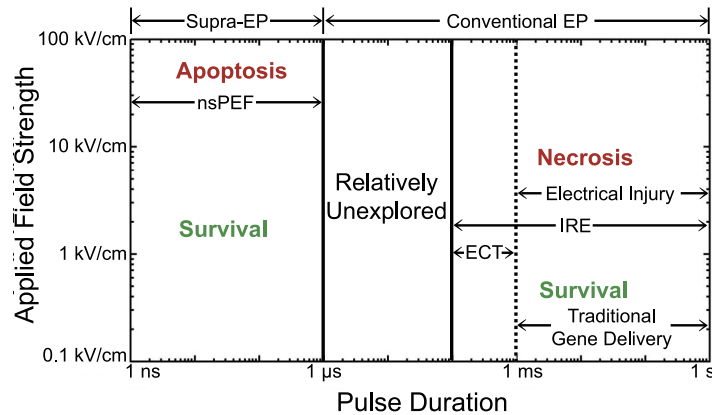 Supra-EP
Conventional EP
100 kV/cm
Apoptosis
nsPEF
10 kV/cm
Necrosis
Relatively
Unexplored
Electrical Injury
Survival
IRE
1 kV/cm
ECT
Survival
Traditional
Gene Delivery
0.1 kV/cm
1 ns
1 µs
1 ms
1 s
Pulse Duration
Applied Field Strength